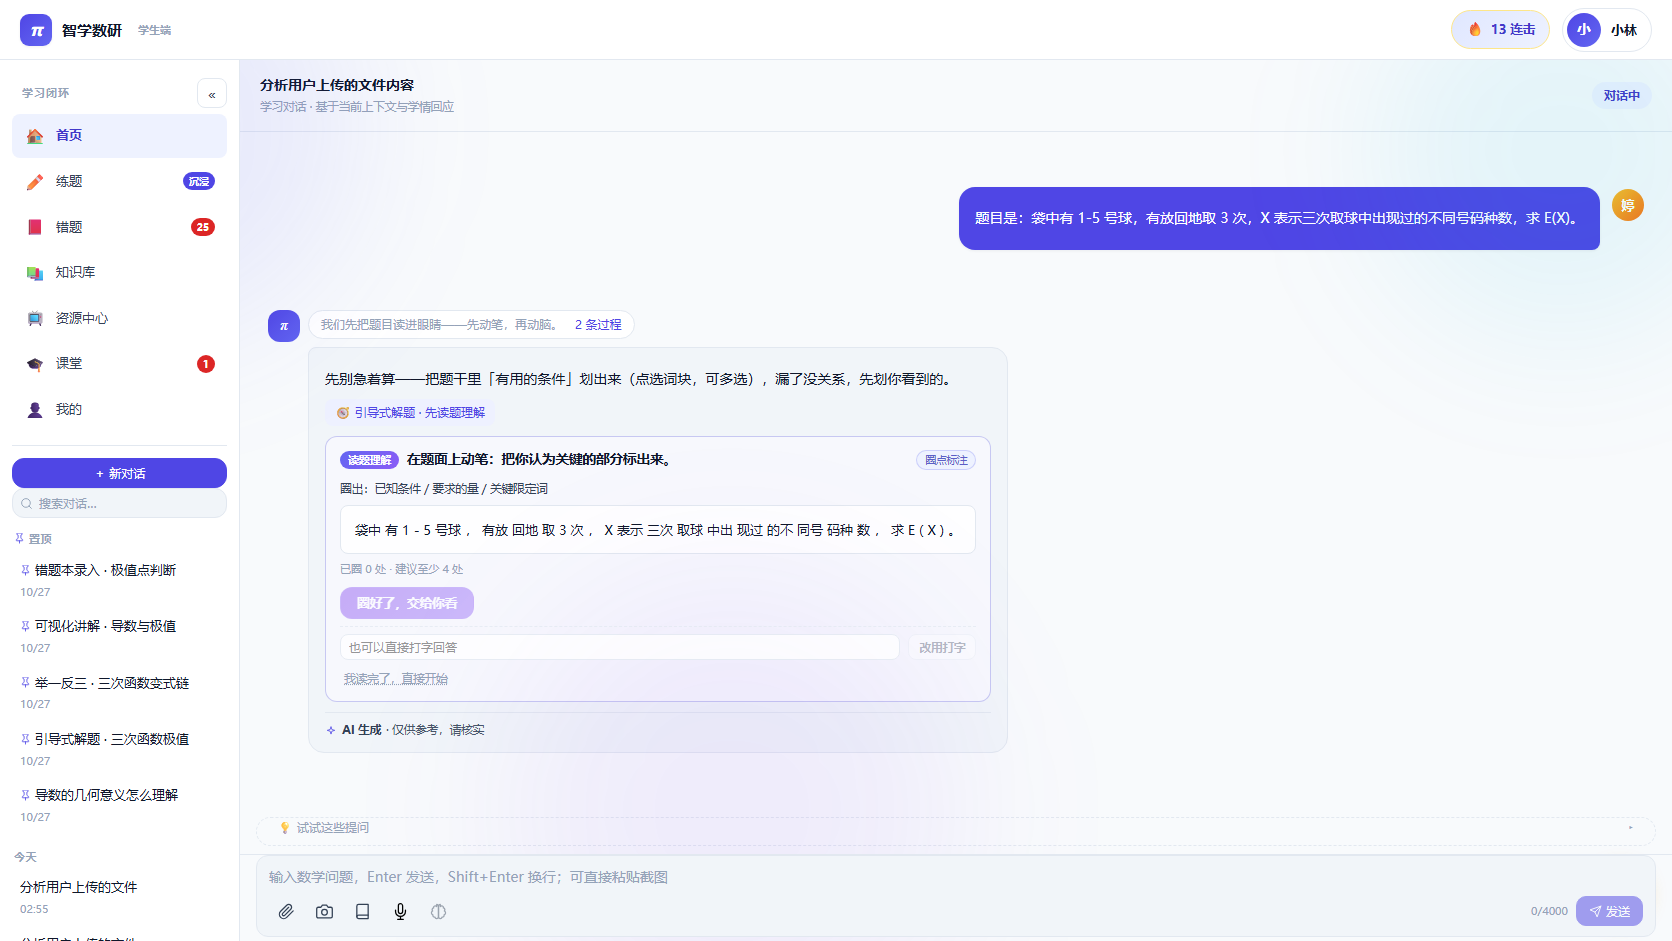 π 智学数研 学生端
13 连击
小 小林
学习闭环 «
首页
练题 沉浸
错题 25
知识库
资源中心
课堂 1
我的
+ 新对话
搜索对话...
置顶
错题本录入 · 极值点判断
10/27
可视化讲解 · 导数与极值
10/27
举一反三 · 三次函数变式链
10/27
引导式解题 · 三次函数极值
10/27
导数的几何意义怎么理解
10/27
今天
分析用户上传的文件
02:55
分析用户上传的文件内容
学习对话 · 基于当前上下文与学情回应
对话中
题目是：袋中有 1-5 号球，有放回地取 3 次，X 表示三次取球中出现过的不同号码种数，求 E(X)。
婷
π
我们先把题目读进眼睛——先动笔，再动脑。 2 条过程
先别急着算——把题干里「有用的条件」划出来（点选词块，可多选），漏了没关系，先划你看到的。
引导式解题 · 先读题理解
读题理解 在题面上动笔：把你认为关键的部分标出来。 圈点标注
圈出：已知条件 / 要求的量 / 关键限定词
袋中 有 1 - 5 号球 ， 有放 回地 取 3 次 ， X 表示 三次 取球 中出 现过 的不 同号 码种 数 ， 求 E ( X ) 。
已圈 0 处 · 建议至少 4 处
圈好了，交给你看
也可以直接打字回答 改用打字
我读完了，直接开始
AI 生成 · 仅供参考，请核实
试试这些提问
输入数学问题，Enter 发送，Shift+Enter 换行；可直接粘贴截图
0/4000 发送